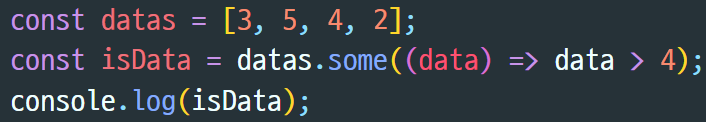 const datas = [3, 5, 4, 2];
const isData = datas.some((data) => data > 4);
console.log(isData);